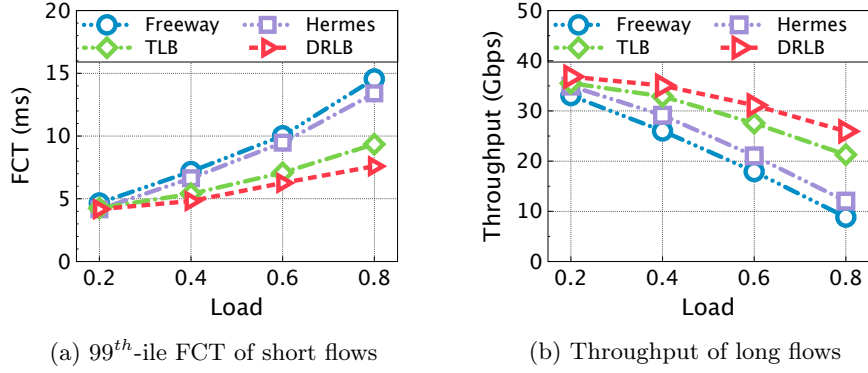 20
15
10
5
0
FCT (ms)
Freeway
TLB
Hermes
DRLB
0.2 0.4 0.6 0.8
Load
(a) 99th-ile FCT of short flows
50
40
30
20
10
0
Throughput (Gbps)
Freeway
TLB
Hermes
DRLB
0.2 0.4 0.6 0.8
Load
(b) Throughput of long flows